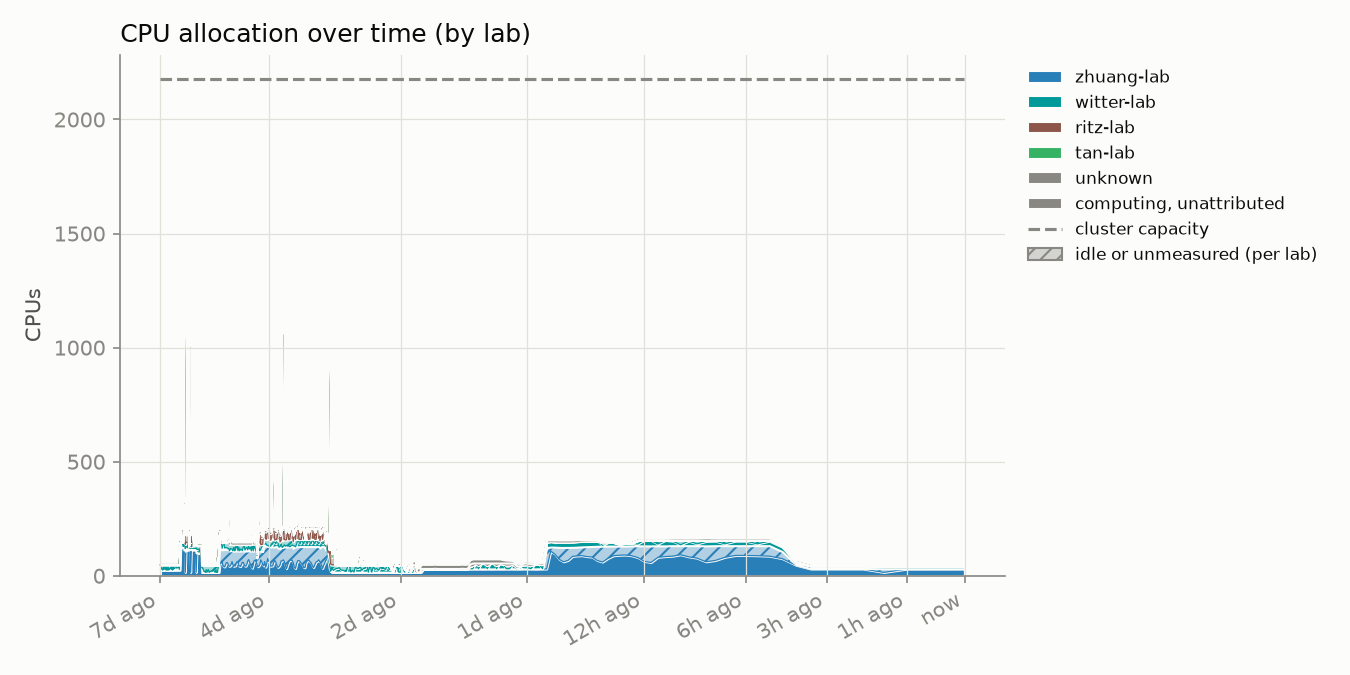 CPU allocation over time (by lab)
CPUs
2000
1500
1000
500
0
7d ago
4d ago
2d ago
1d ago
12h ago
6h ago
3h ago
1h ago
now
zhuang-lab
witter-lab
ritz-lab
tan-lab
unknown
computing, unattributed
cluster capacity
idle or unmeasured (per lab)